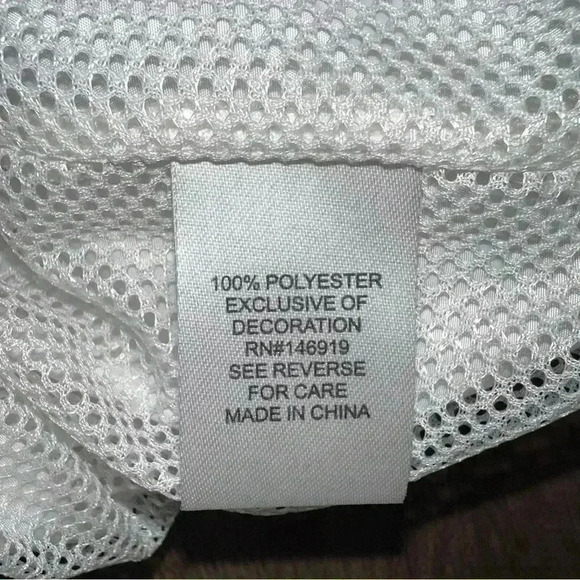 100% POLYESTER
EXCLUSIVE OF
DECORATION
RN#146919
SEE REVERSE
FOR CARE
MADE IN CHINA